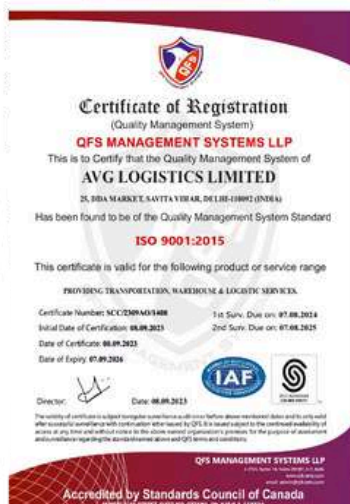 QFS
Certificate of Registration
(Quality Management System)
QFS MANAGEMENT SYSTEMS LLP
This is to Certify that the Quality Management System of
AVG LOGISTICS LIMITED
25, DDA MARKET, SAVITA VIHAR, DELHI-110092 (INDIA)
Has been found to be of the Quality Management System Standard
ISO 9001:2015
This certificate is valid for the following product or service range
PROVIDING TRANSPORTATION, WAREHOUSE & LOGISTIC SERVICES.
Certificate Number: SCC/2309AO/1408
1st Surv. Due on: 07.08.2024
Initial Date of Certification: 08.09.2023
2nd Surv. Due on: 07.08.2025
Date of Certificate: 08.09.2023
Date of Expiry: 07.09.2026
IAF
Director:
Date: 08.09.2023
QFS MANAGEMENT SYSTEMS LLP
Accredited by Standards Council of Canada